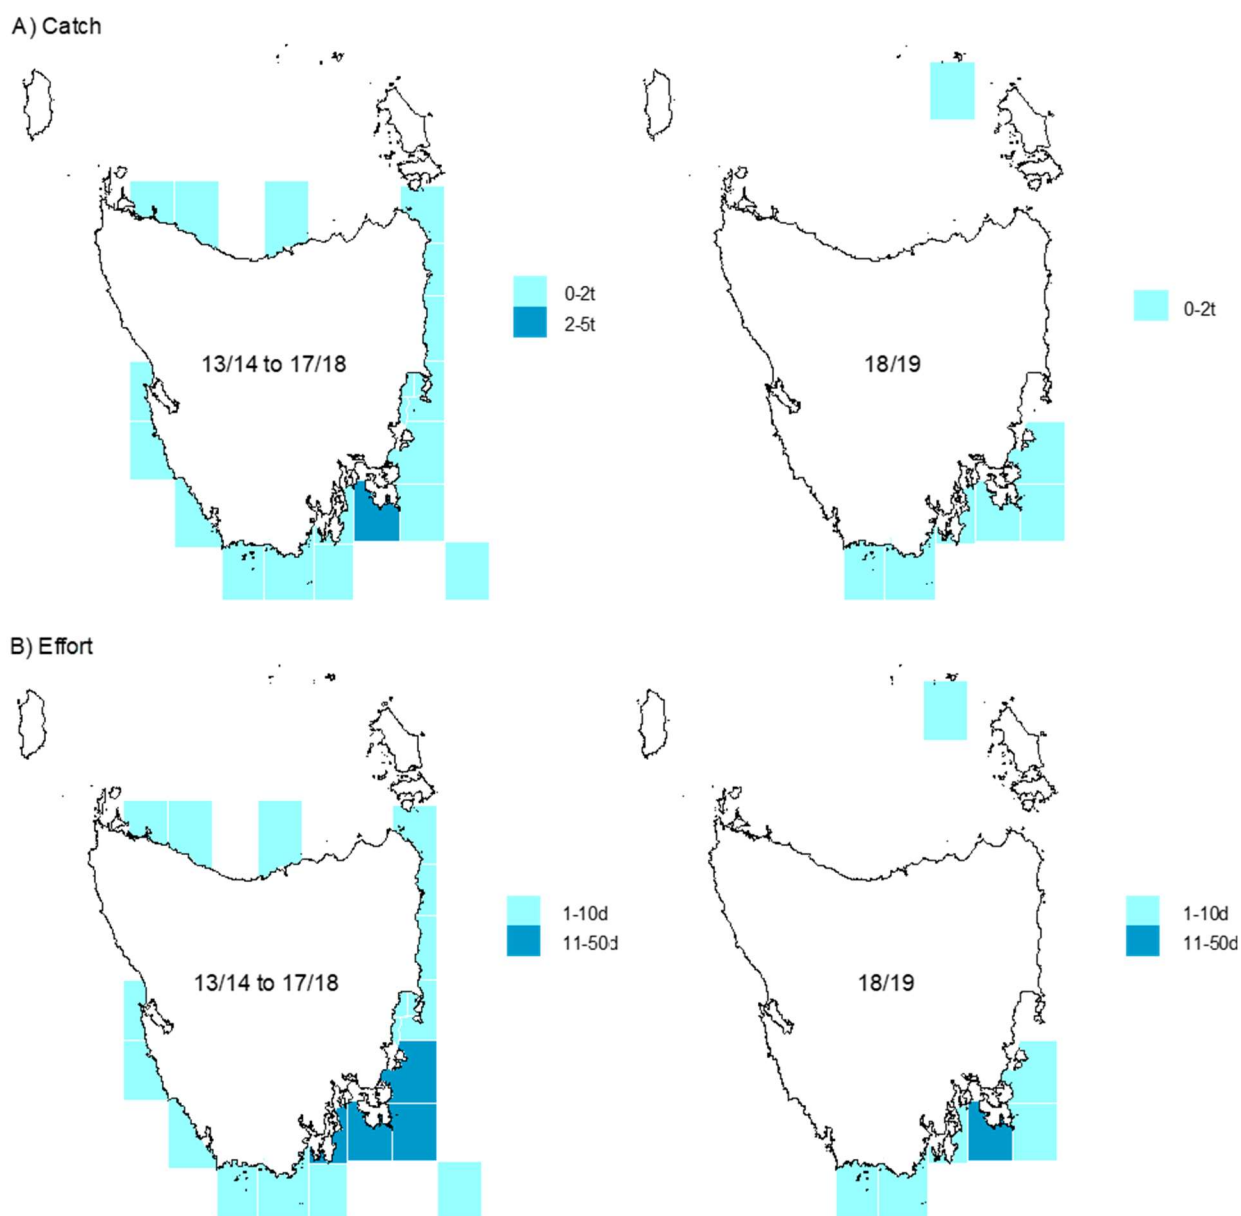 A) Catch
0-2t
2-5t
13/14 to 17/18
0-2t
18/19
B) Effort
1-10d
11-50d
13/14 to 17/18
1-10d
11-50d
18/19